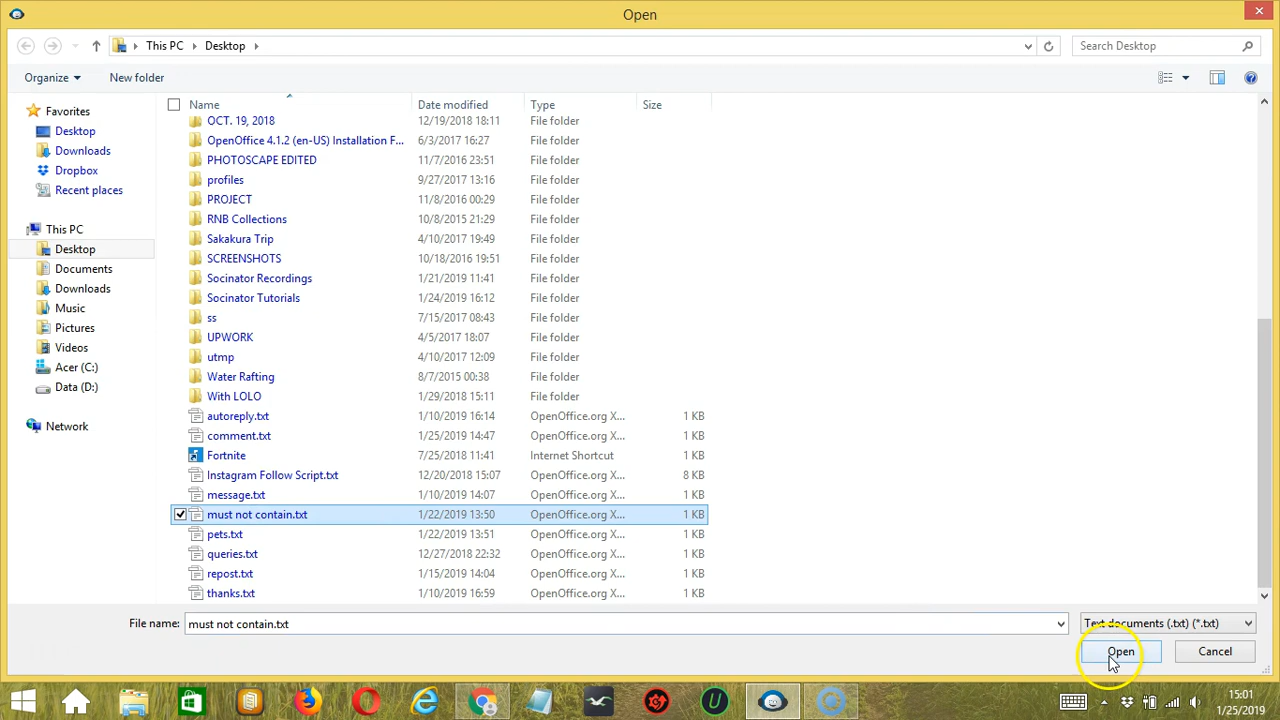 Open
This PC Desktop
Search Desktop
Organize New folder
Name Date modified Type Size
Favorites
Desktop
Downloads
Dropbox
Recent places
This PC
Desktop
Documents
Downloads
Music
Pictures
Videos
Acer (C:)
Data (D:)
Network
OCT. 19, 2018 12/19/2018 18:11 File folder
OpenOffice 4.1.2 (en-US) Installation F... 6/3/2017 16:27 File folder
PHOTOSCAPE EDITED 11/7/2016 23:51 File folder
profiles 9/27/2017 13:16 File folder
PROJECT 11/8/2016 00:29 File folder
RNB Collections 10/8/2015 21:29 File folder
Sakakura Trip 4/10/2017 19:49 File folder
SCREENSHOTS 10/18/2016 19:51 File folder
Socinator Recordings 1/21/2019 11:41 File folder
Socinator Tutorials 1/24/2019 16:12 File folder
ss 7/15/2017 08:43 File folder
UPWORK 4/5/2017 18:07 File folder
utmp 4/10/2017 12:09 File folder
Water Rafting 8/7/2015 00:38 File folder
With LOLO 1/29/2018 15:11 File folder
autoreply.txt 1/10/2019 16:14 OpenOffice.org X... 1 KB
comment.txt 1/25/2019 14:47 OpenOffice.org X... 1 KB
Fortnite 7/25/2018 11:41 Internet Shortcut 1 KB
Instagram Follow Script.txt 12/20/2018 15:07 OpenOffice.org X... 8 KB
message.txt 1/10/2019 14:07 OpenOffice.org X... 1 KB
must not contain.txt 1/22/2019 13:50 OpenOffice.org X... 1 KB
pets.txt 1/22/2019 13:51 OpenOffice.org X... 1 KB
queries.txt 12/27/2018 22:32 OpenOffice.org X... 1 KB
repost.txt 1/15/2019 14:04 OpenOffice.org X... 1 KB
thanks.txt 1/10/2019 16:59 OpenOffice.org X... 1 KB
File name: must not contain.txt Text documents (.txt) (*.txt)
Open Cancel
15:01
1/25/2019